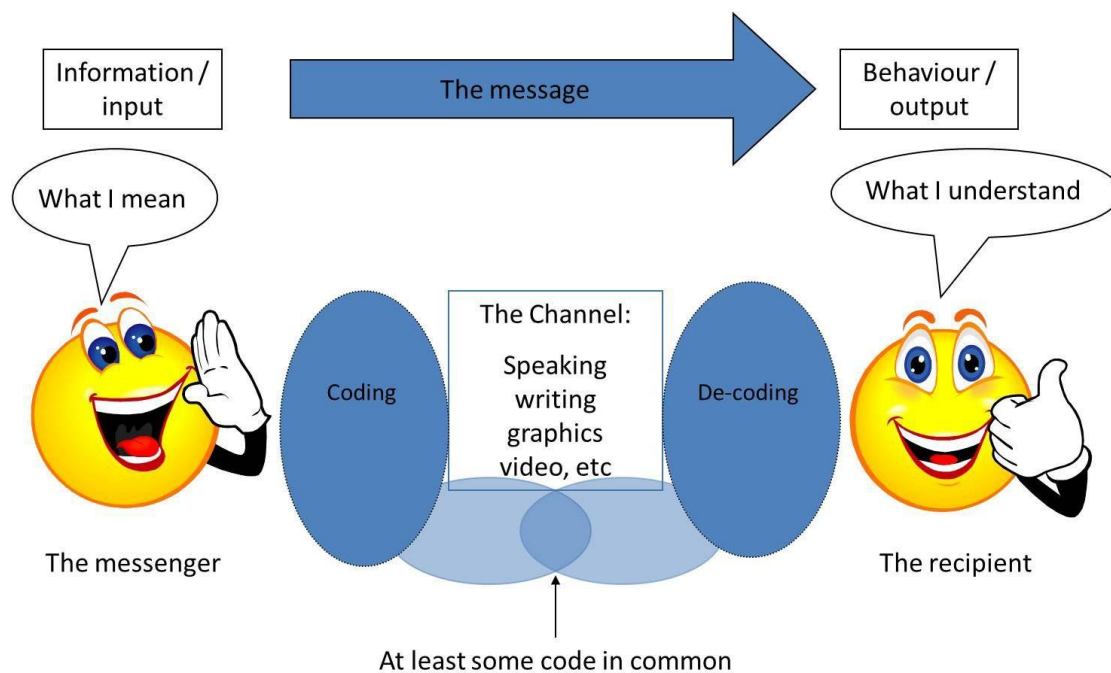 Information /
input
The message
Behaviour /
output
What I mean
What I understand
Coding
The Channel:
Speaking
writing
graphics
video, etc
De-coding
The messenger
The recipient
At least some code in common